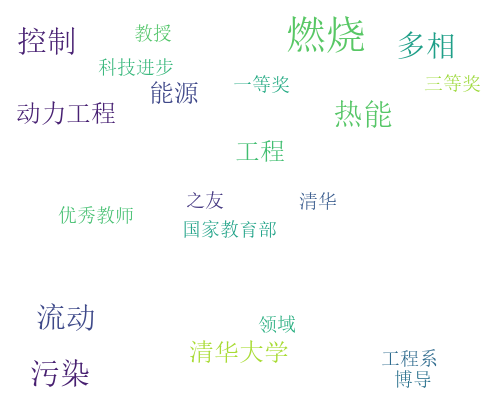 燃烧
教授
控制
多相
科技进步
一等奖
三等奖
能源
动力工程
热能
工程
之友
清华
优秀教师
国家教育部
流动
领域
清华大学
工程系
污染
博导